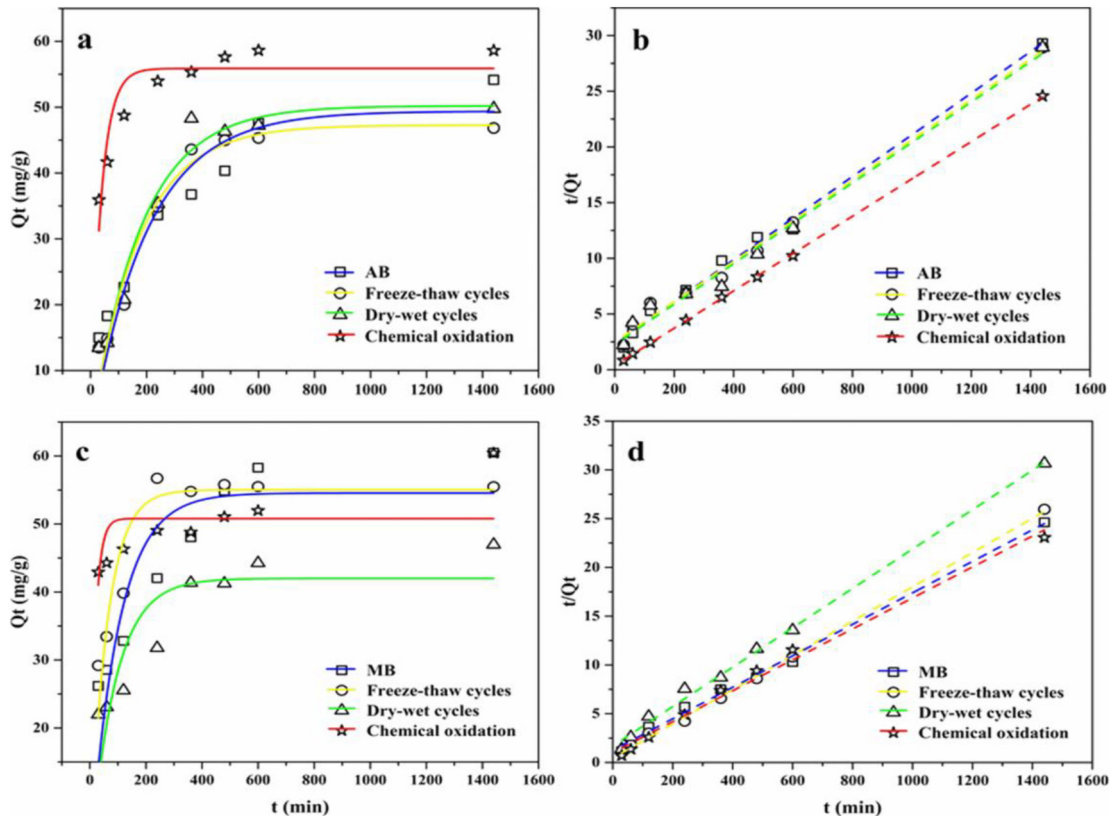 a
60
50
40
30
20
10
Qt (mg/g)
AB
Freeze-thaw cycles
Dry-wet cycles
Chemical oxidation
0 200 400 600 800 1000 1200 1400 1600
b
30
25
20
15
10
5
0
t/Qt
AB
Freeze-thaw cycles
Dry-wet cycles
Chemical oxidation
0 200 400 600 800 1000 1200 1400 1600
c
60
50
40
30
20
Qt (mg/g)
MB
Freeze-thaw cycles
Dry-wet cycles
Chemical oxidation
0 200 400 600 800 1000 1200 1400 1600
t (min)
d
35
30
25
20
15
10
5
0
t/Qt
MB
Freeze-thaw cycles
Dry-wet cycles
Chemical oxidation
0 200 400 600 800 1000 1200 1400 1600
t (min)